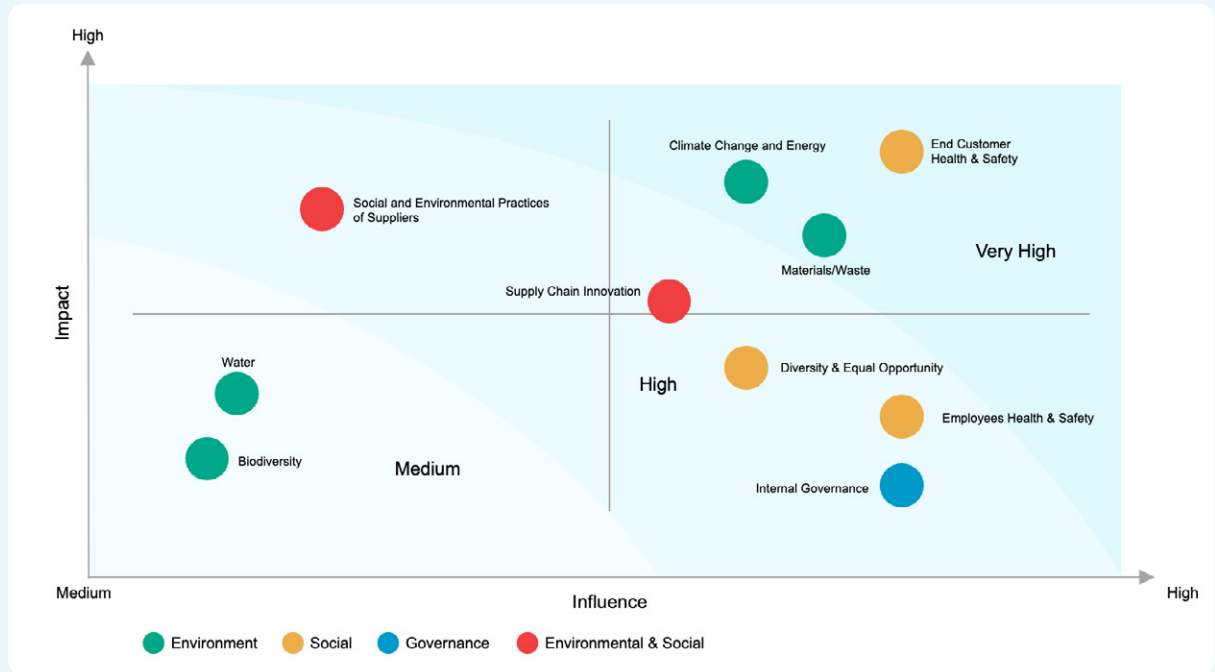 High
Climate Change and Energy
End Customer
Health & Safety
Social and Environmental Practices
of Suppliers
Very High
Materials/Waste
Supply Chain Innovation
Impact
Water
Diversity & Equal Opportunity
High
Employees Health & Safety
Biodiversity
Medium
Internal Governance
Medium
Influence
High
Environment
Social
Governance
Environmental & Social